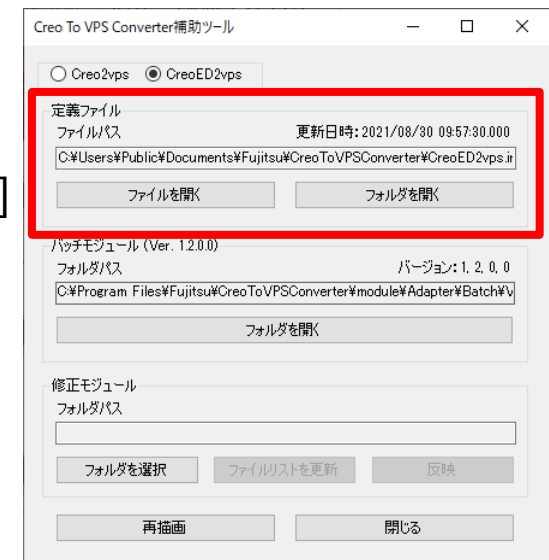 Creo To VPS Converter補助ツール
Creo2vps CreoED2vps
定義ファイル
ファイルパス 更新日時: 2021/08/30 09:57:30.000
C:¥Users¥Public¥Documents¥Fujitsu¥CreoToVPSConverter¥CreoED2vps.in
ファイルを開く フォルダを開く
バッチモジュール (Ver. 1.2.0.0)
フォルダパス バージョン: 1, 2, 0, 0
C:¥Program Files¥Fujitsu¥CreoToVPSConverter¥module¥Adapter¥Batch¥V
フォルダを開く
]
修正モジュール
フォルダパス
フォルダを選択 ファイルリストを更新 反映
再描画 閉じる